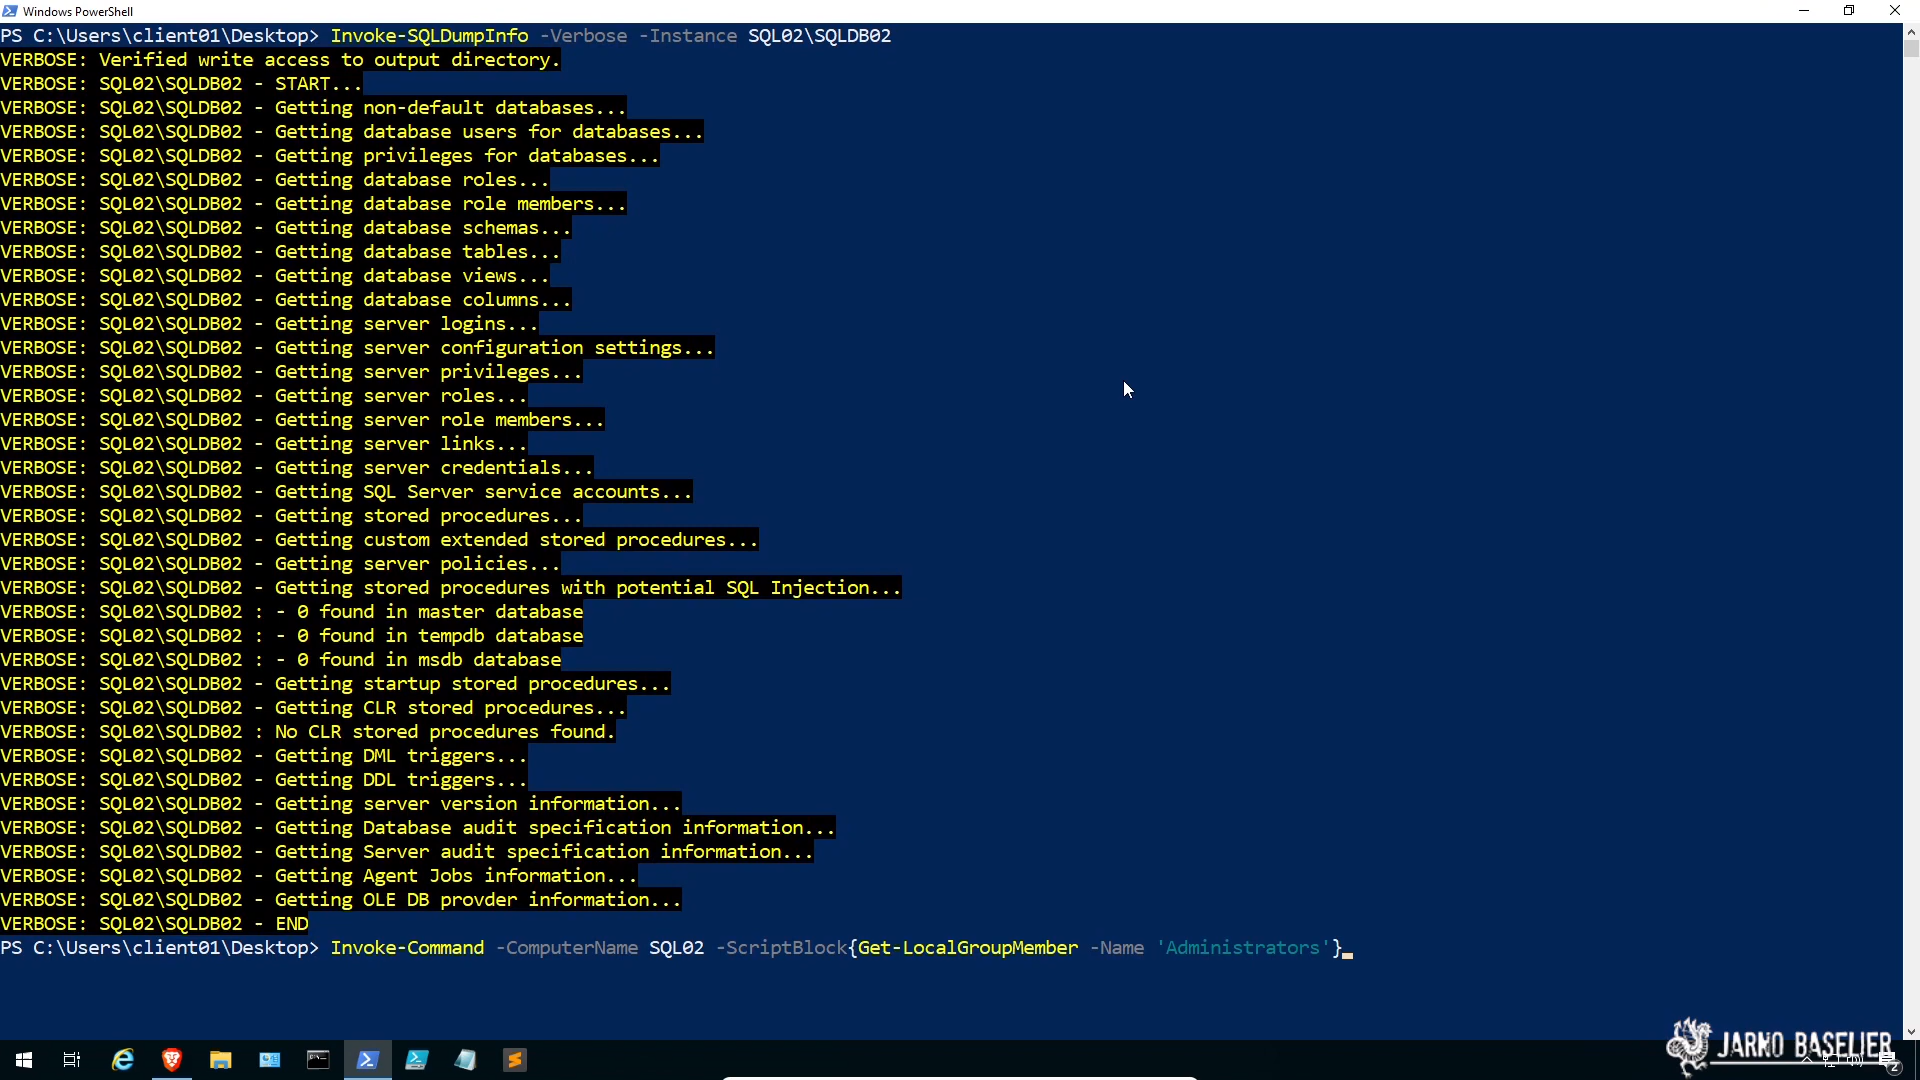 Windows PowerShell
PS C:\Users\client01\Desktop> Invoke-SQLDumpInfo -Verbose -Instance SQL02\SQLDB02
VERBOSE: Verified write access to output directory.
VERBOSE: SQL02\SQLDB02 - START...
VERBOSE: SQL02\SQLDB02 - Getting non-default databases...
VERBOSE: SQL02\SQLDB02 - Getting database users for databases...
VERBOSE: SQL02\SQLDB02 - Getting privileges for databases...
VERBOSE: SQL02\SQLDB02 - Getting database roles...
VERBOSE: SQL02\SQLDB02 - Getting database role members...
VERBOSE: SQL02\SQLDB02 - Getting database schemas...
VERBOSE: SQL02\SQLDB02 - Getting database tables...
VERBOSE: SQL02\SQLDB02 - Getting database views...
VERBOSE: SQL02\SQLDB02 - Getting database columns...
VERBOSE: SQL02\SQLDB02 - Getting server logins...
VERBOSE: SQL02\SQLDB02 - Getting server configuration settings...
VERBOSE: SQL02\SQLDB02 - Getting server privileges...
VERBOSE: SQL02\SQLDB02 - Getting server roles...
VERBOSE: SQL02\SQLDB02 - Getting server role members...
VERBOSE: SQL02\SQLDB02 - Getting server links...
VERBOSE: SQL02\SQLDB02 - Getting server credentials...
VERBOSE: SQL02\SQLDB02 - Getting SQL Server service accounts...
VERBOSE: SQL02\SQLDB02 - Getting stored procedures...
VERBOSE: SQL02\SQLDB02 - Getting custom extended stored procedures...
VERBOSE: SQL02\SQLDB02 - Getting server policies...
VERBOSE: SQL02\SQLDB02 - Getting stored procedures with potential SQL Injection...
VERBOSE: SQL02\SQLDB02 : - 0 found in master database
VERBOSE: SQL02\SQLDB02 : - 0 found in tempdb database
VERBOSE: SQL02\SQLDB02 : - 0 found in msdb database
VERBOSE: SQL02\SQLDB02 - Getting startup stored procedures...
VERBOSE: SQL02\SQLDB02 - Getting CLR stored procedures...
VERBOSE: SQL02\SQLDB02 : No CLR stored procedures found.
VERBOSE: SQL02\SQLDB02 - Getting DML triggers...
VERBOSE: SQL02\SQLDB02 - Getting DDL triggers...
VERBOSE: SQL02\SQLDB02 - Getting server version information...
VERBOSE: SQL02\SQLDB02 - Getting Database audit specification information...
VERBOSE: SQL02\SQLDB02 - Getting Server audit specification information...
VERBOSE: SQL02\SQLDB02 - Getting Agent Jobs information...
VERBOSE: SQL02\SQLDB02 - Getting OLE DB provder information...
VERBOSE: SQL02\SQLDB02 - END
PS C:\Users\client01\Desktop> Invoke-Command -ComputerName SQL02 -ScriptBlock{Get-LocalGroupMember -Name 'Administrators'}
JARNO BASELIER
2